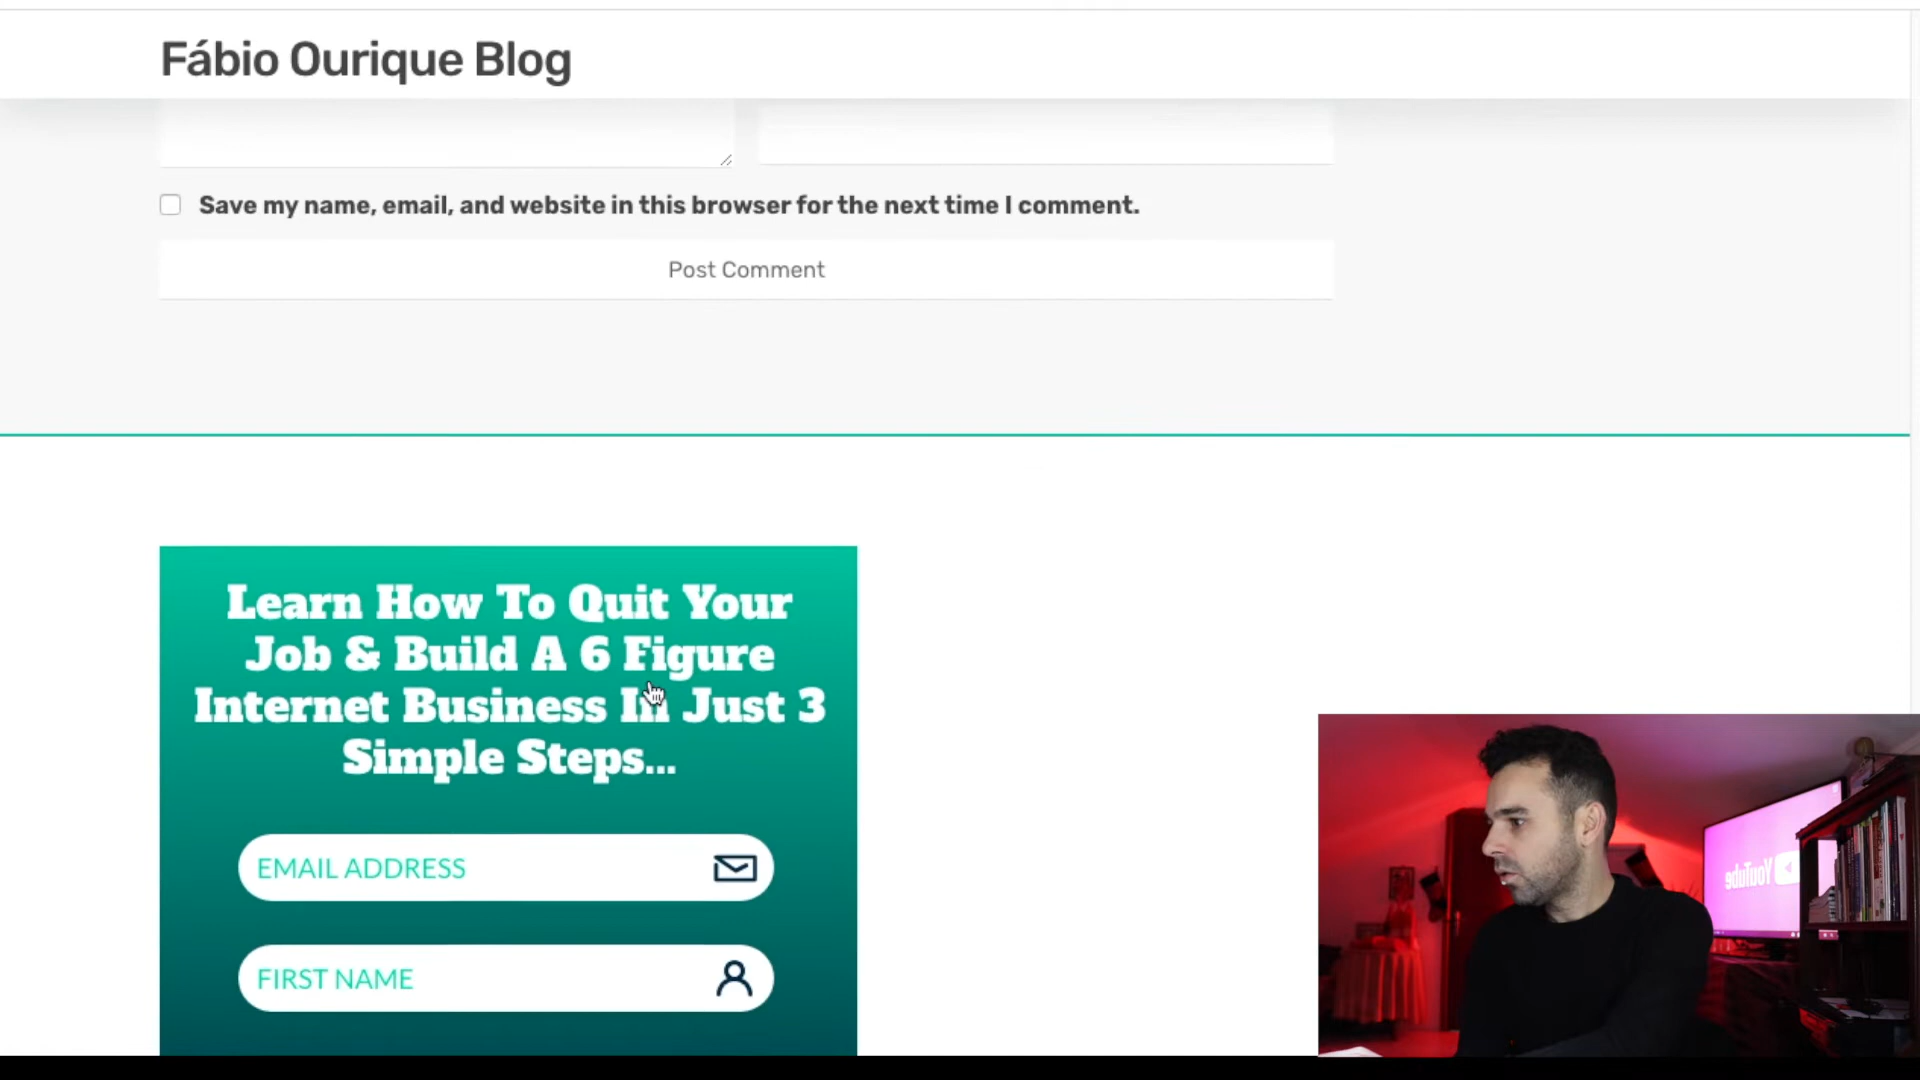 Fábio Ourique Blog
Save my name, email, and website in this browser for the next time I comment.
Post Comment
Learn How To Quit Your
Job & Build A 6 Figure
Internet Business In Just 3
Simple Steps...
EMAIL ADDRESS
FIRST NAME
YouTube